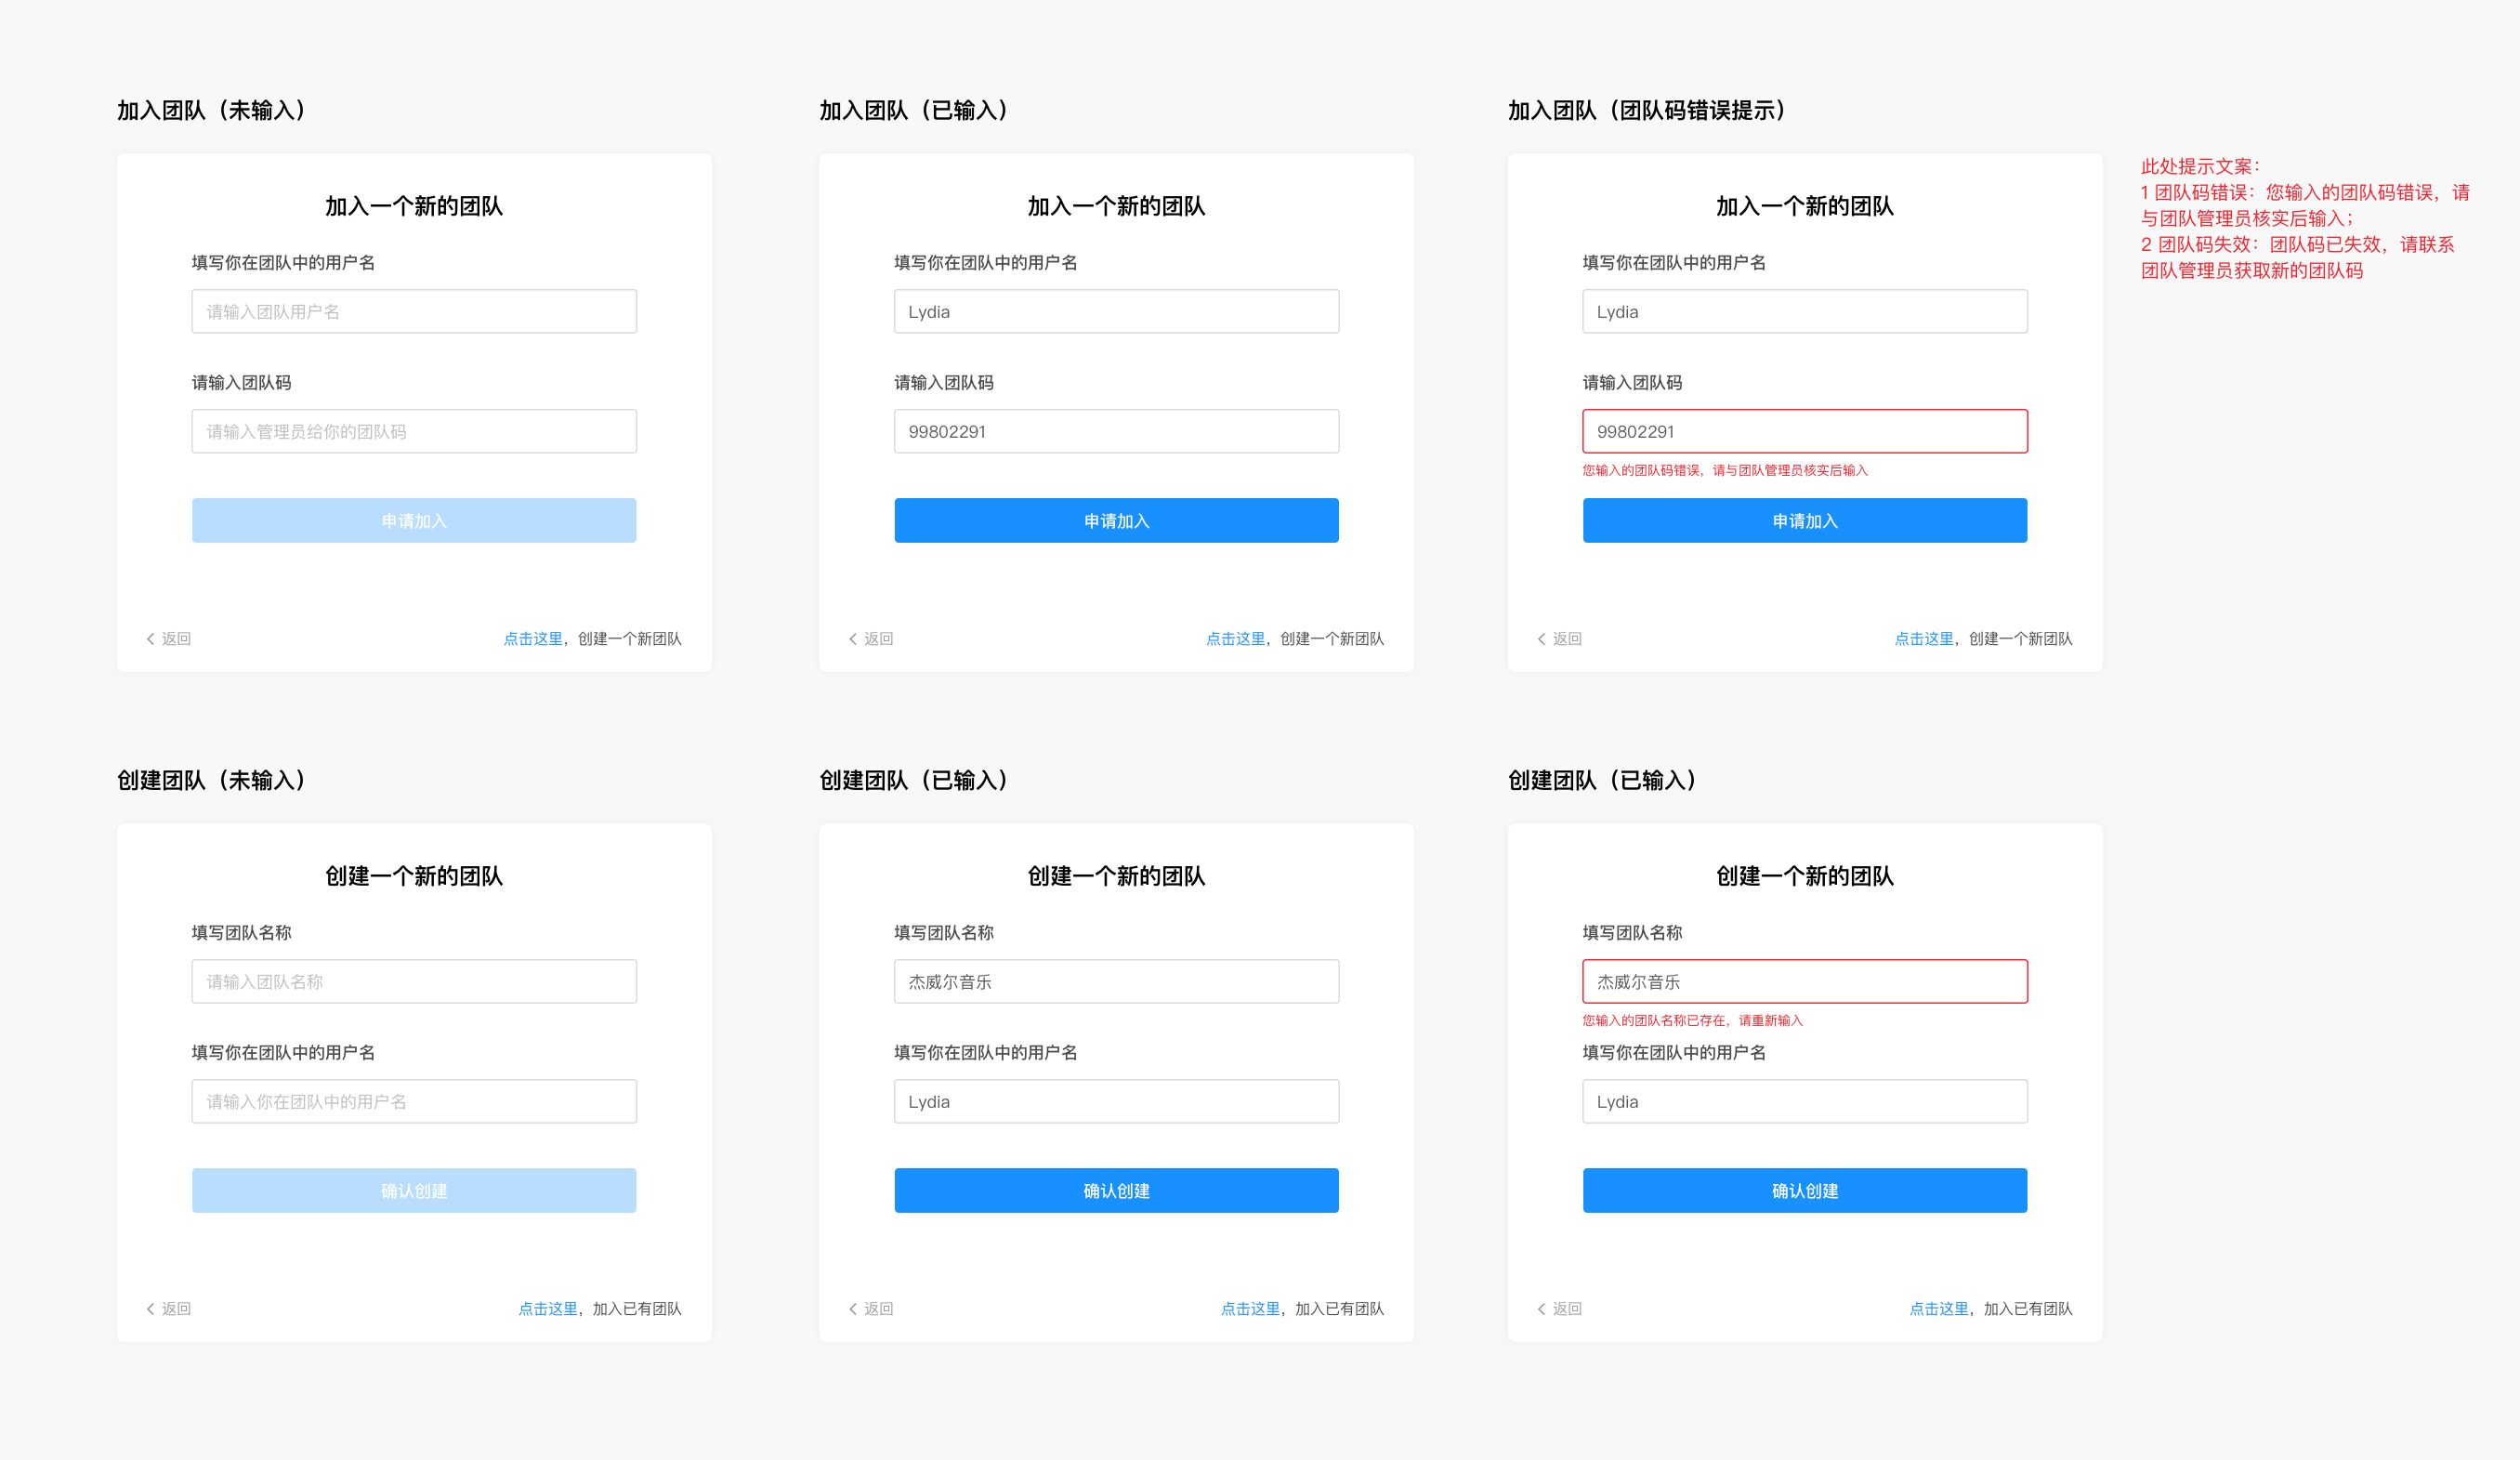 加入团队（未输入）
加入一个新的团队
填写你在团队中的用户名
请输入团队用户名
请输入团队码
请输入管理员给你的团队码
申请加入
返回
点击这里，创建一个新团队
加入团队（已输入）
加入一个新的团队
填写你在团队中的用户名
Lydia
请输入团队码
99802291
申请加入
返回
点击这里，创建一个新团队
加入团队（团队码错误提示）
加入一个新的团队
填写你在团队中的用户名
Lydia
请输入团队码
99802291
您输入的团队码错误，请与团队管理员核实后输入
申请加入
返回
点击这里，创建一个新团队
此处提示文案：
1 团队码错误：您输入的团队码错误，请
与团队管理员核实后输入；
2 团队码失效：团队码已失效，请联系
团队管理员获取新的团队码
创建团队（未输入）
创建一个新的团队
填写团队名称
请输入团队名称
填写你在团队中的用户名
请输入你在团队中的用户名
确认创建
返回
点击这里，加入已有团队
创建团队（已输入）
创建一个新的团队
填写团队名称
杰威尔音乐
填写你在团队中的用户名
Lydia
确认创建
返回
点击这里，加入已有团队
创建团队（已输入）
创建一个新的团队
填写团队名称
杰威尔音乐
您输入的团队名称已存在，请重新输入
填写你在团队中的用户名
Lydia
确认创建
返回
点击这里，加入已有团队